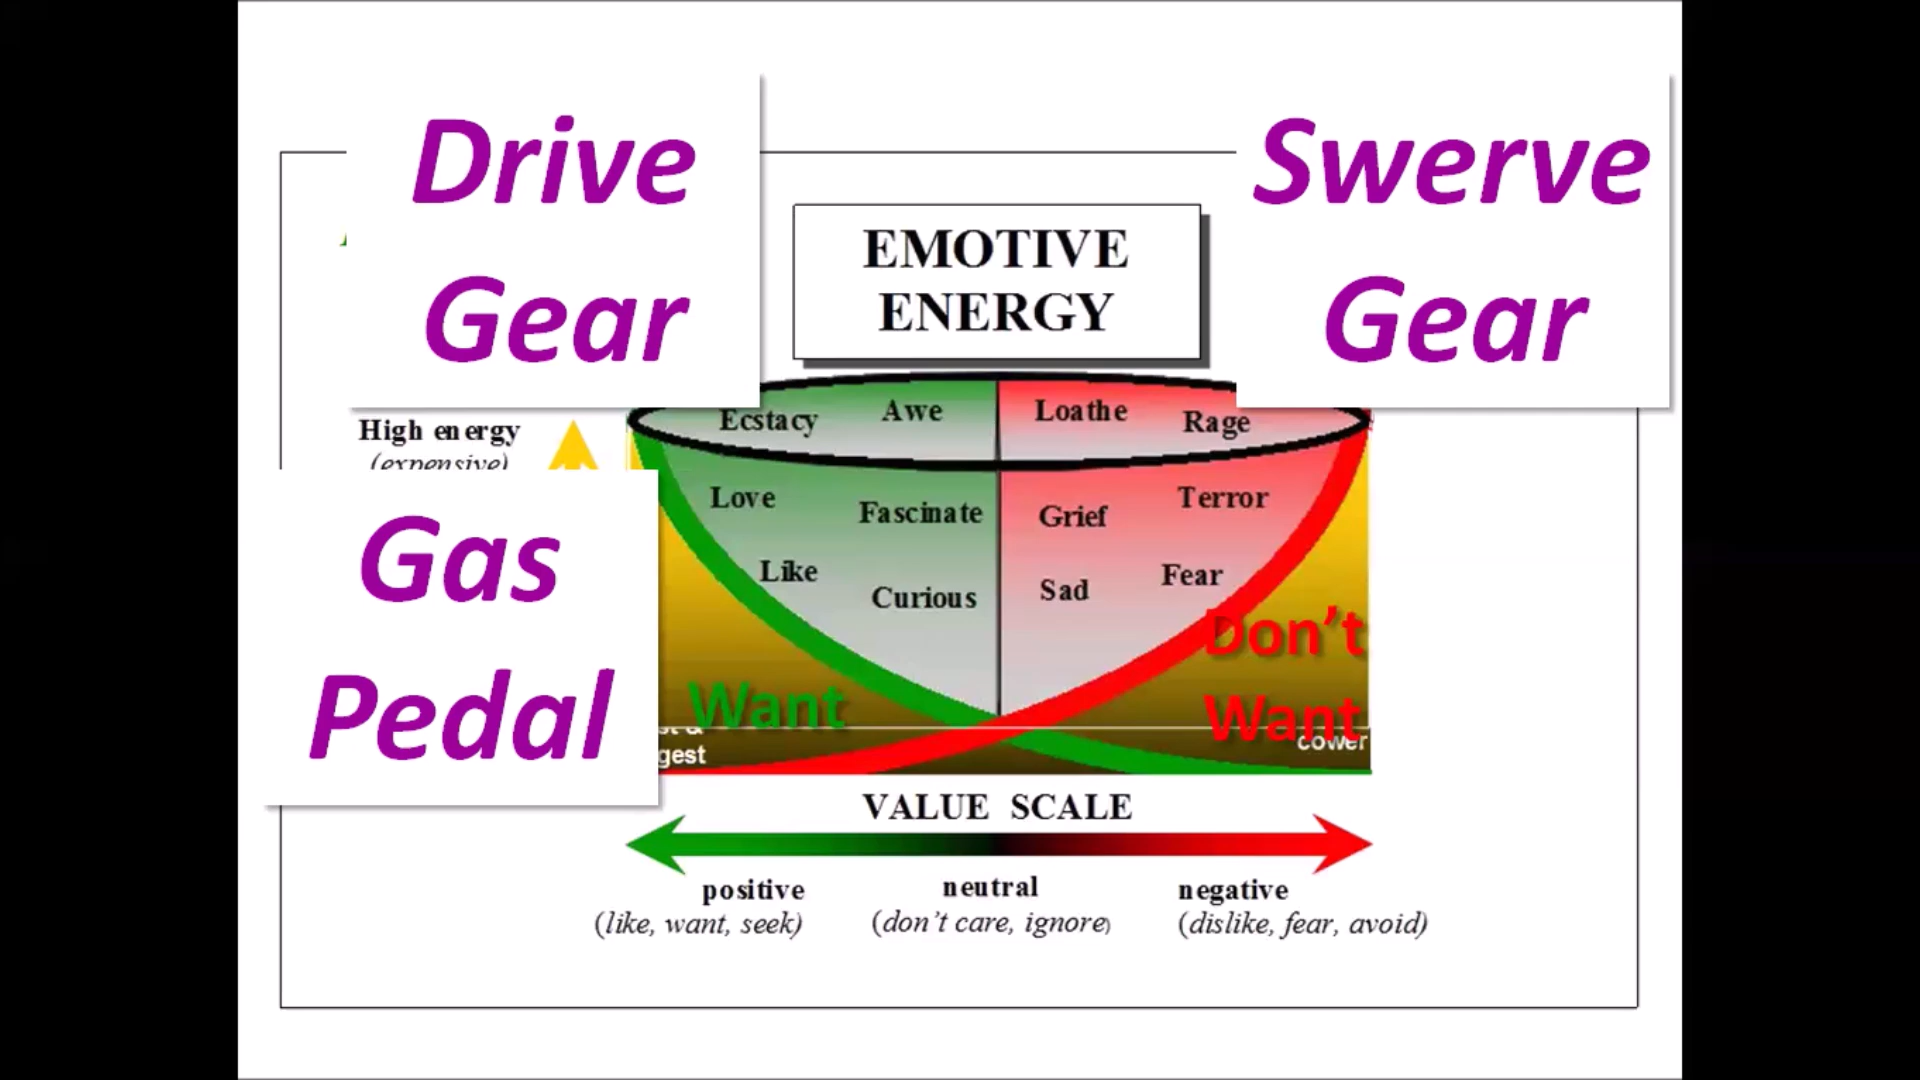 Drive
Gear
Swerve
Gear
EMOTIVE
ENERGY
High energy
(expensive)
Ecstacy
Awe
Loathe
Rage
Love
Fascinate
Grief
Terror
Like
Curious
Sad
Fear
Gas
Pedal
Want
Don't
Want
gest
cower
VALUE SCALE
positive
neutral
negative
(like, want, seek)
(don't care, ignore)
(dislike, fear, avoid)